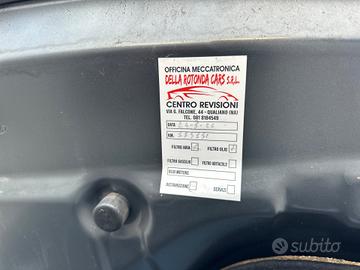 OFFICINA MECCATRONICA
DELLA ROTONDA CARS S.R.L.
CENTRO REVISIONI
VIA G. FALCONE, 44 - QUALIANO (NA)
TEL. 081 8184549
DATA
KM.
FILTRO ARIA
FILTRO OLIO
FILTRO GASOLIO
FILTRO ABITACOLO
OLIO MOTORE
DISTRIBUZIONE
SERVIZI
subito